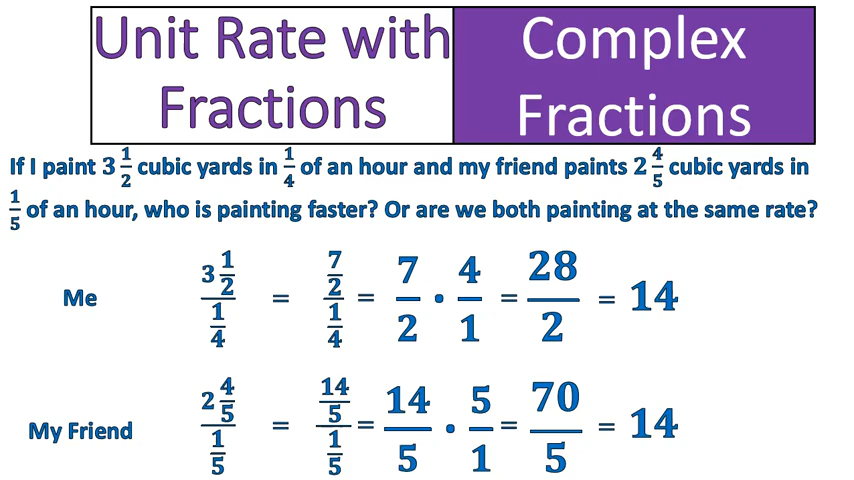 Unit Rate with
Fractions
Complex
Fractions
If I paint 3 1/2 cubic yards in 1/4 of an hour and my friend paints 2 4/5 cubic yards in
1/5 of an hour, who is painting faster? Or are we both painting at the same rate?
Me (3 1/2)/(1/4) = (7/2)/(1/4) = 7/2 · 4/1 = 28/2 = 14
My Friend (2 4/5)/(1/5) = (14/5)/(1/5) = 14/5 · 5/1 = 70/5 = 14